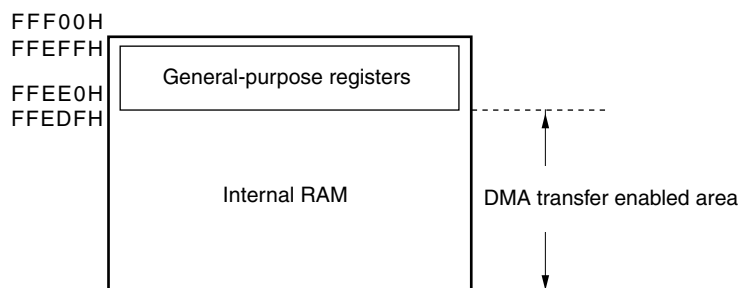 FFF00H
FFEFFH
General-purpose registers
FFEE0H
FFEDFH
Internal RAM
DMA transfer enabled area